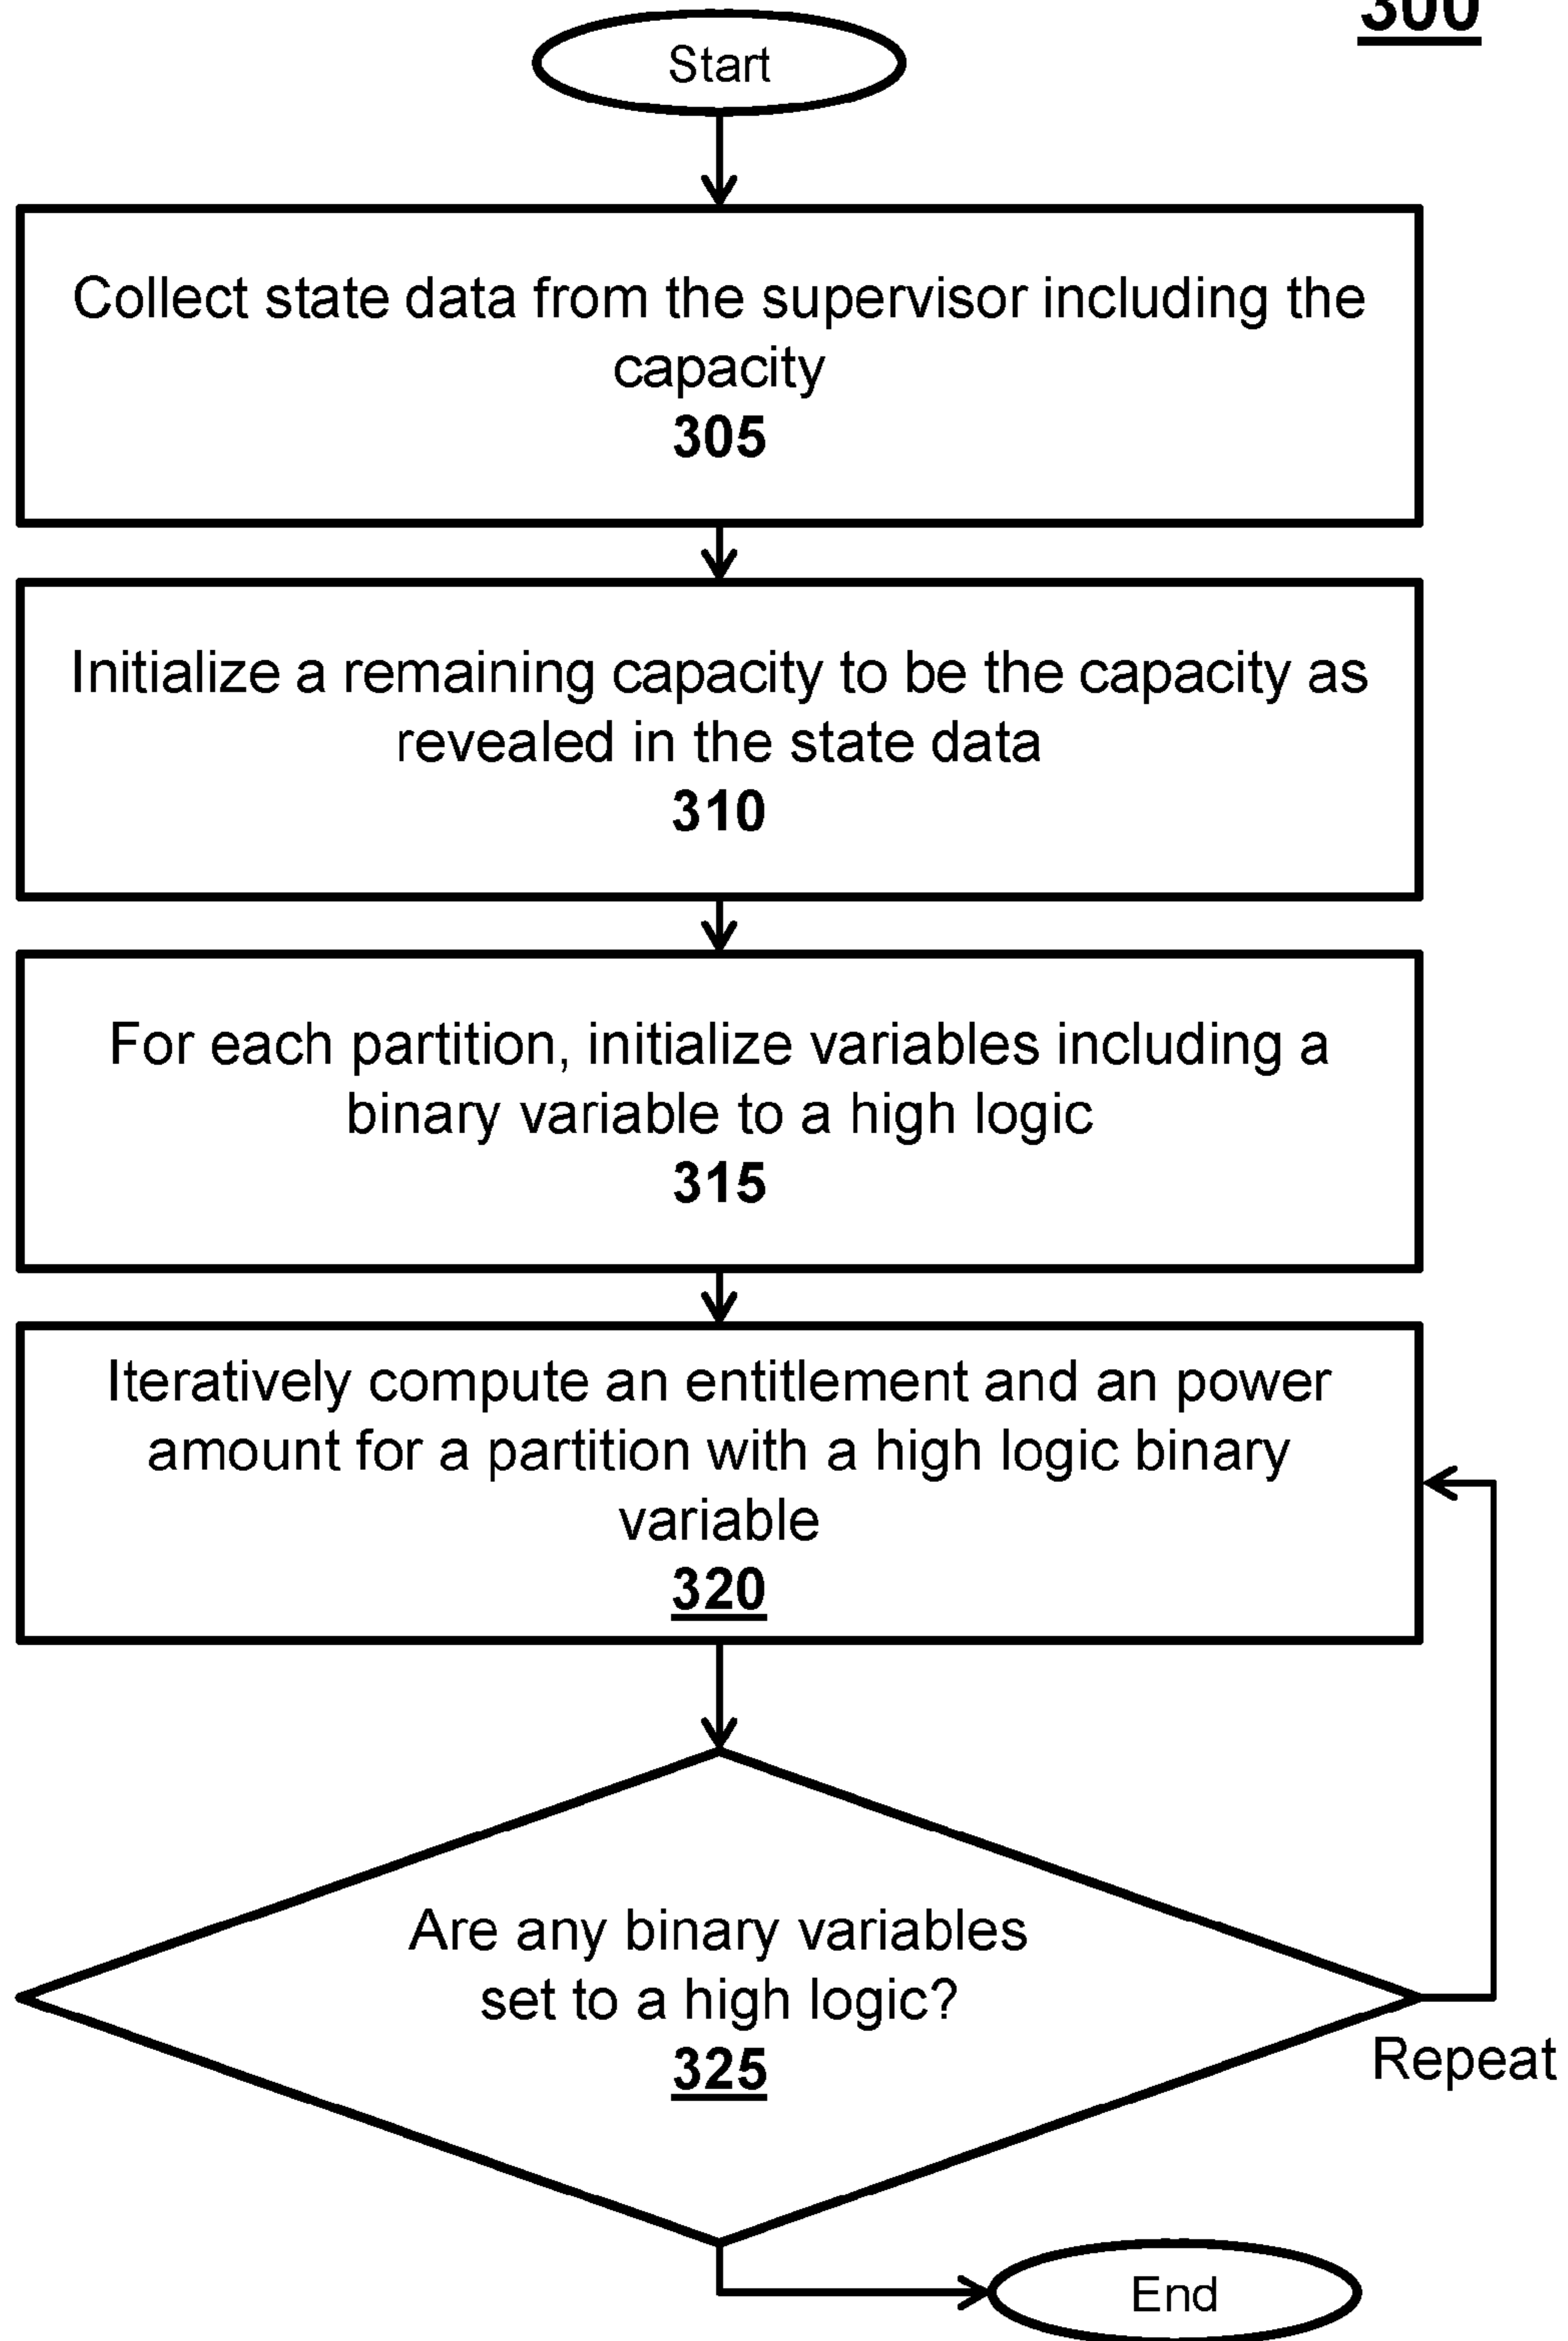 300
Start
Collect state data from the supervisor including the
capacity
305
Initialize a remaining capacity to be the capacity as
revealed in the state data
310
For each partition, initialize variables including a
binary variable to a high logic
315
Iteratively compute an entitlement and an power
amount for a partition with a high logic binary
variable
320
Are any binary variables
set to a high logic?
325
Repeat
End